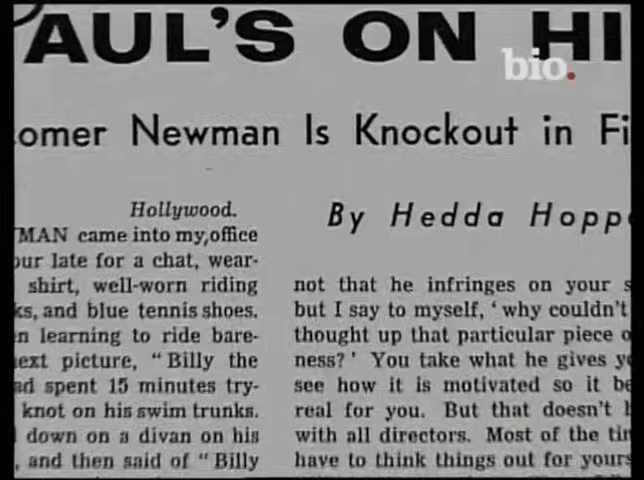 AUL'S ON HI
bio.
omer Newman Is Knockout in Fi
Hollywood.
MAN came into my office
our late for a chat, wear-
shirt, well-worn riding
ks, and blue tennis shoes.
n learning to ride bare-
ext picture, "Billy the
ad spent 15 minutes try-
knot on his swim trunks.
down on a divan on his
, and then said of "Billy
By Hedda Hoppe
not that he infringes on your s
but I say to myself, 'why couldn't
thought up that particular piece o
ness?' You take what he gives y
see how it is motivated so it be
real for you. But that doesn't h
with all directors. Most of the tim
have to think things out for yours